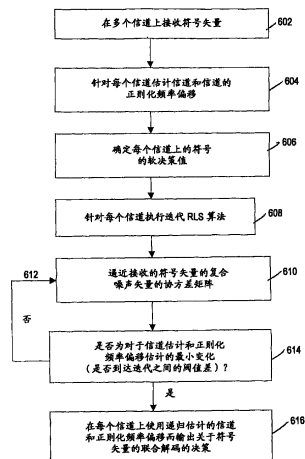 在多个信道上接收符号矢量
602
针对每个信道估计信道和信道的
正则化频率偏移
604
确定每个信道上的符号
的软决策值
606
针对每个信道执行迭代 RLS 算法
608
612
逼近接收的符号矢量的复合
噪声矢量的协方差矩阵
610
否
是否为对于信道估计和正则化
频率偏移估计的最小变化
(是否到达迭代之间的阈值差)?
614
是
在每个信道上使用递归估计的信道
和正则化频率偏移而输出关于符号
矢量的联合解码的决策
616